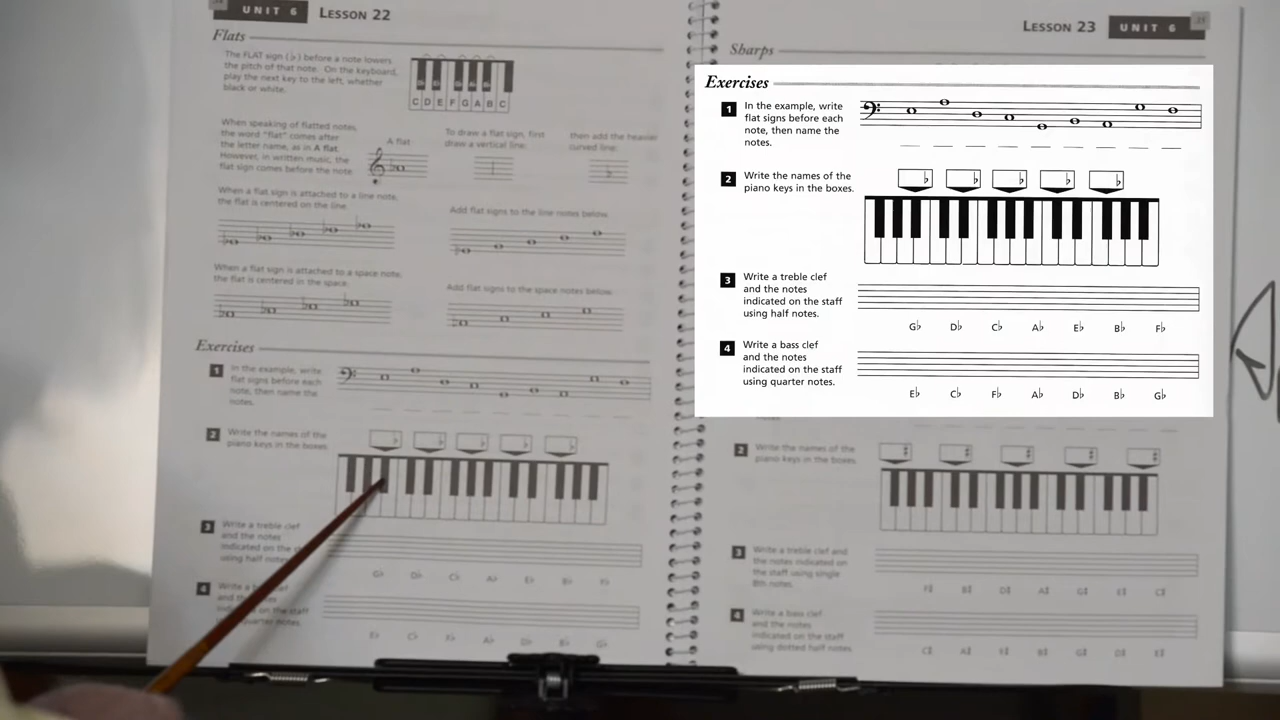 UNIT 6 LESSON 22
Flats
The FLAT sign (♭) before a note lowers
the pitch of that note. On the keyboard,
play the next key to the left, whether
black or white.
C D E F G A B C
When speaking of flatted notes,
the word "flat" comes after
the letter name, as in A flat.
However, in written music, the
flat sign comes before the note.
A flat
To draw a flat sign, first
draw a vertical line:
then add the heavier
curved line:
When a flat sign is attached to a line note,
the flat is centered on the line.
Add flat signs to the line notes below.
When a flat sign is attached to a space note,
the flat is centered in the space.
Add flat signs to the space notes below.
Exercises
1 In the example, write
flat signs before each
note, then name the
notes.
2 Write the names of the
piano keys in the boxes.
♭ ♭ ♭ ♭ ♭
3 Write a treble clef
and the notes
indicated on the
using half notes.
G♭ D♭ C♭ A♭ E♭ B♭ F♭
4 Write a
and
on the staff
quarter notes.
E♭ C♭ F♭ A♭ D♭ B♭ G♭
LESSON 23 UNIT 6
Sharps
Exercises
1 In the example, write
flat signs before each
note, then name the
notes.
2 Write the names of the
piano keys in the boxes.
♭ ♭ ♭ ♭ ♭
3 Write a treble clef
and the notes
indicated on the staff
using half notes.
G♭ D♭ C♭ A♭ E♭ B♭ F♭
4 Write a bass clef
and the notes
indicated on the staff
using quarter notes.
E♭ C♭ F♭ A♭ D♭ B♭ G♭
notes.
2 Write the names of the
piano keys in the boxes.
♯ ♯ ♯ ♯ ♯
3 Write a treble clef and
the notes indicated on
the staff using single
8th notes.
F♯ B♯ D♯ A♯ G♯ E♯ C♯
4 Write a bass clef
and the notes
indicated on the staff
using dotted half notes.
C♯ A♯ F♯ B♯ G♯ D♯ E♯